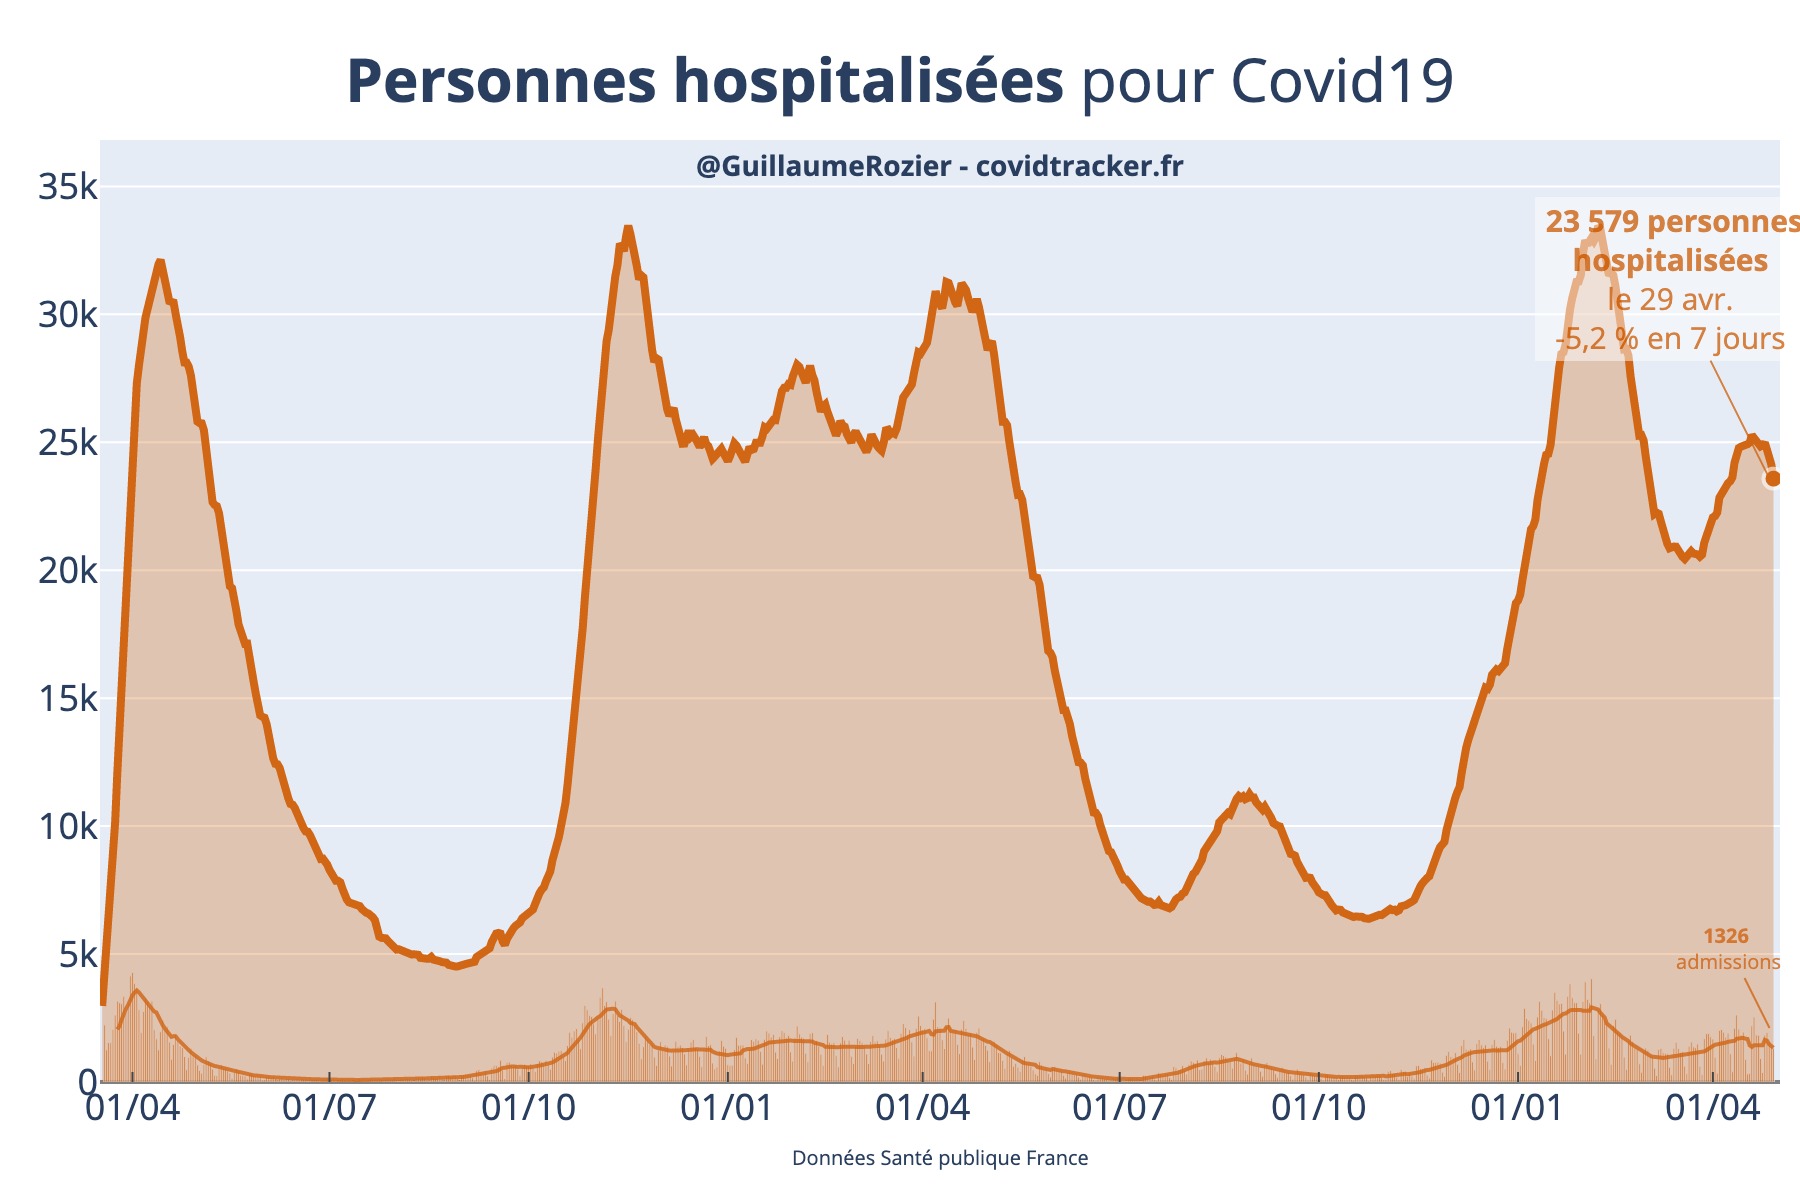 Personnes hospitalisées pour Covid19
@GuillaumeRozier - covidtracker.fr
35k
30k
25k
20k
15k
10k
5k
0
23 579 personnes
hospitalisées
le 29 avr.
-5,2 % en 7 jours
1326
admissions
01/04
01/07
01/10
01/01
01/04
01/07
01/10
01/01
01/04
Données Santé publique France